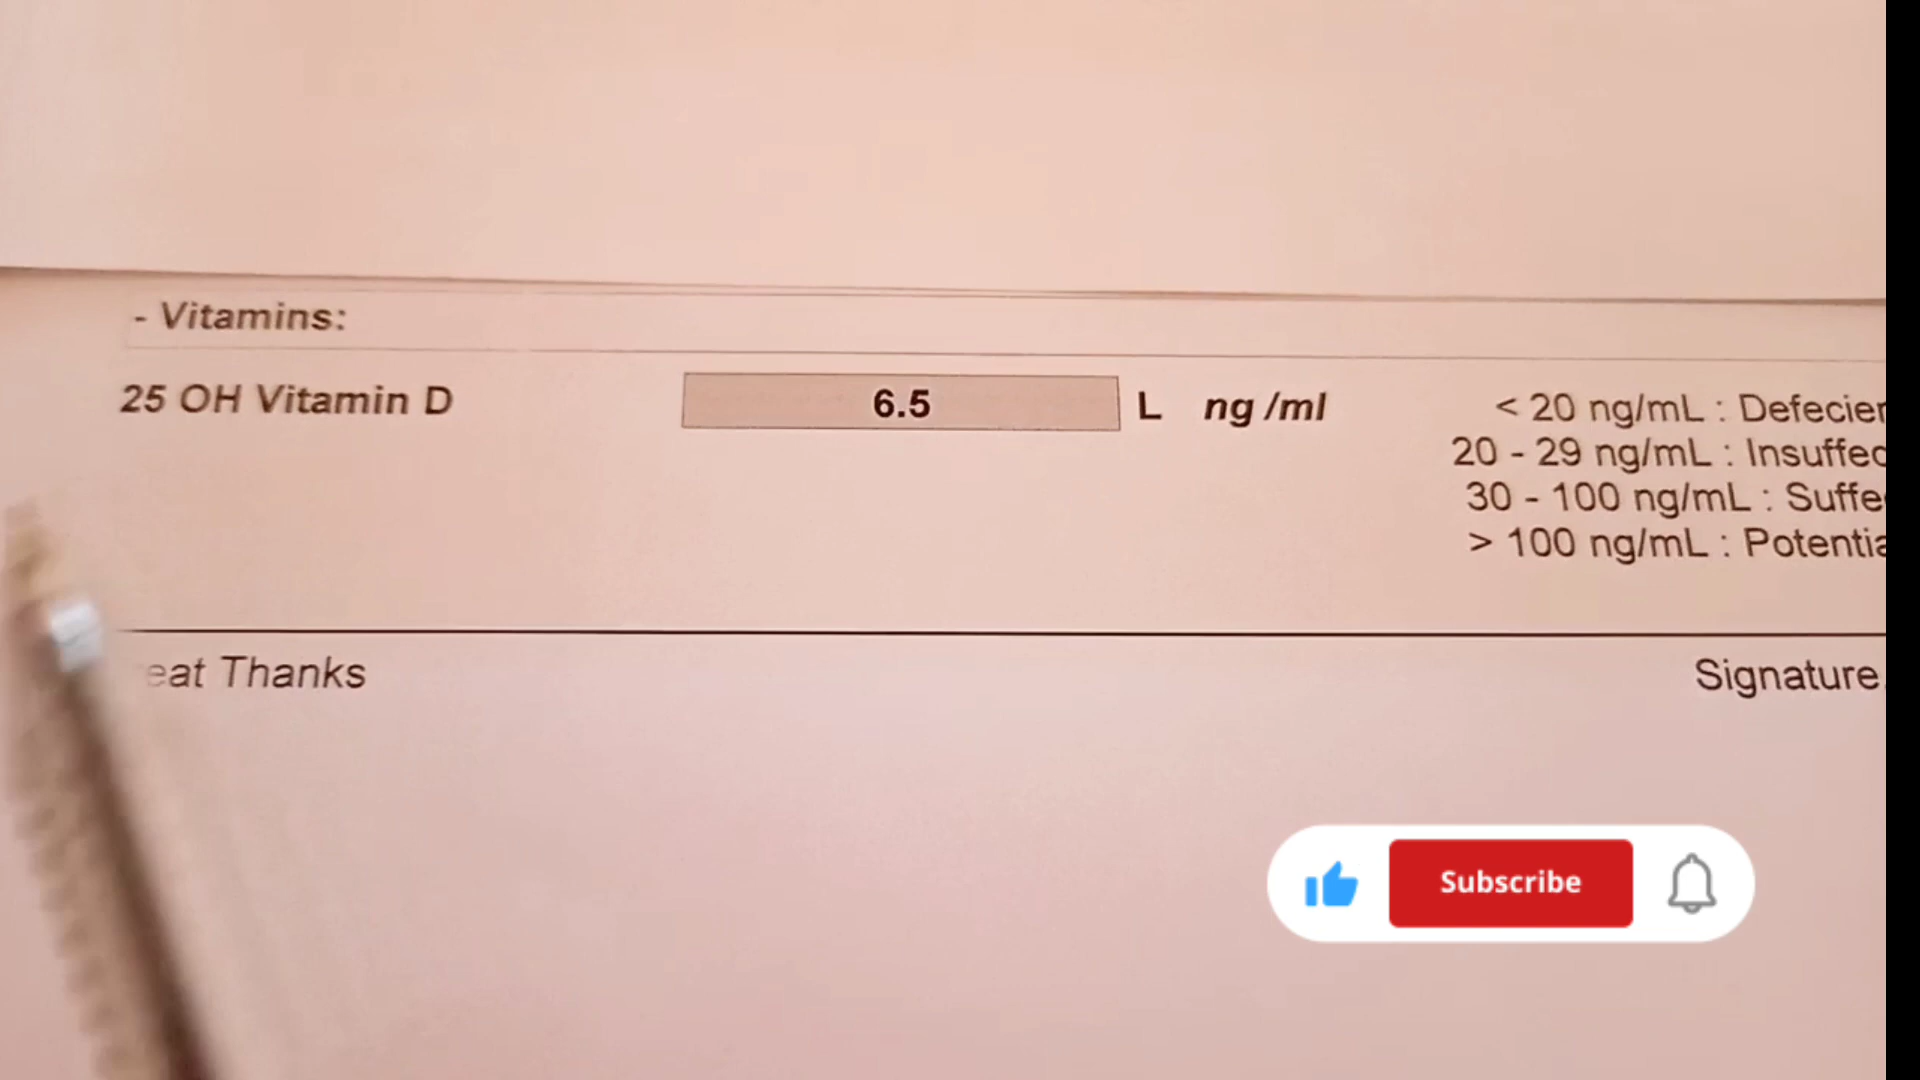 - Vitamins:
25 OH Vitamin D 6.5 L ng /ml < 20 ng/mL : Defecien
20 - 29 ng/mL : Insuffec
30 - 100 ng/mL : Suffe
> 100 ng/mL : Potentia
eat Thanks Signature
Subscribe